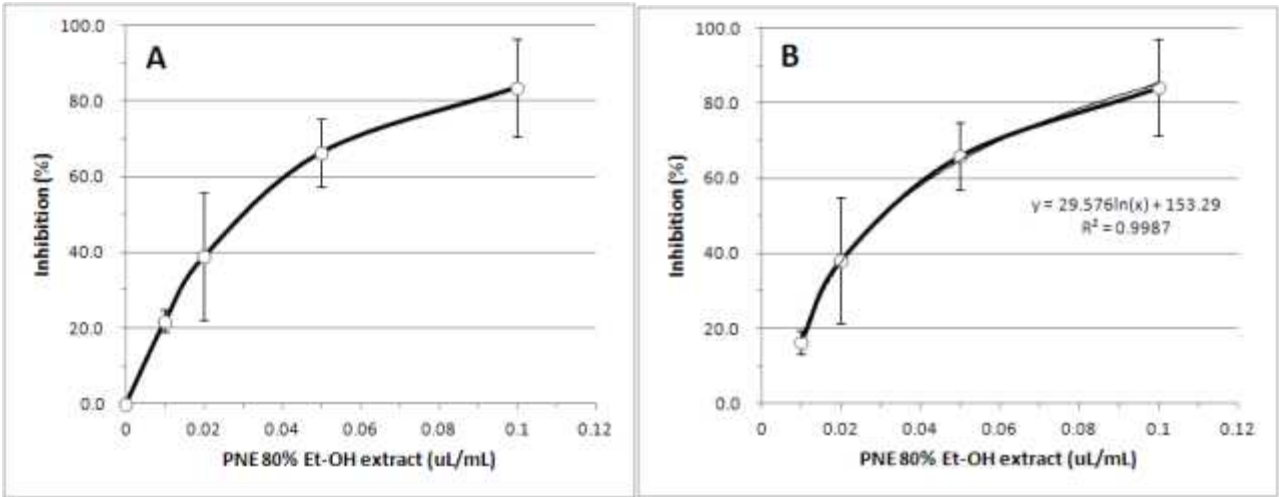 A
100.0
80.0
60.0
40.0
20.0
0.0
0 0.02 0.04 0.06 0.08 0.1 0.12
Inhibition (%)
PNE 80% Et-OH extract (uL/mL)
B
100.0
80.0
60.0
40.0
20.0
0.0
y = 29.576ln(x) + 153.29
R² = 0.9987
0 0.02 0.04 0.06 0.08 0.1 0.12
Inhibition (%)
PNE 80% Et-OH extract (uL/mL)